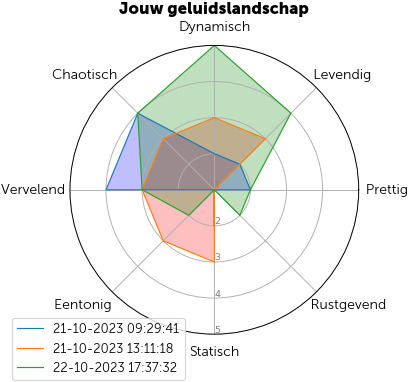 Jouw geluidslandschap
Dynamisch
Chaotisch
Levendig
Vervelend
Prettig
2
3
4
5
Eentonig
Rustgevend
Statisch
21-10-2023 09:29:41
21-10-2023 13:11:18
22-10-2023 17:37:32